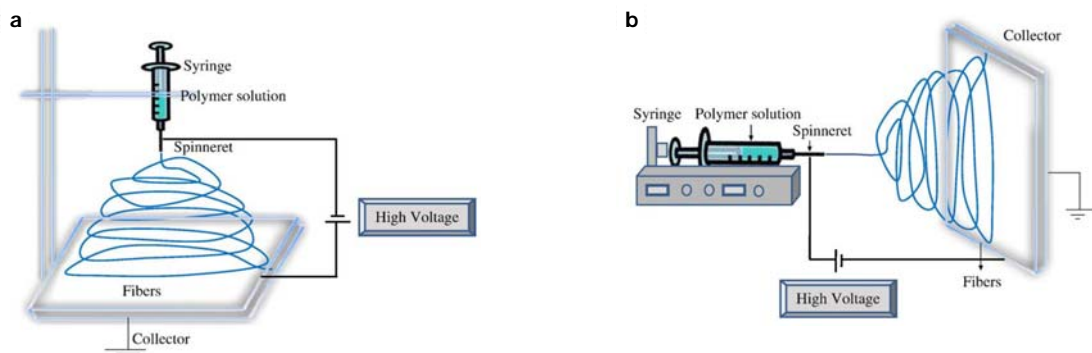 a
Syringe
Polymer solution
Spinneret
High Voltage
Fibers
Collector
b
Collector
Syringe
Polymer solution
Spinneret
High Voltage
Fibers